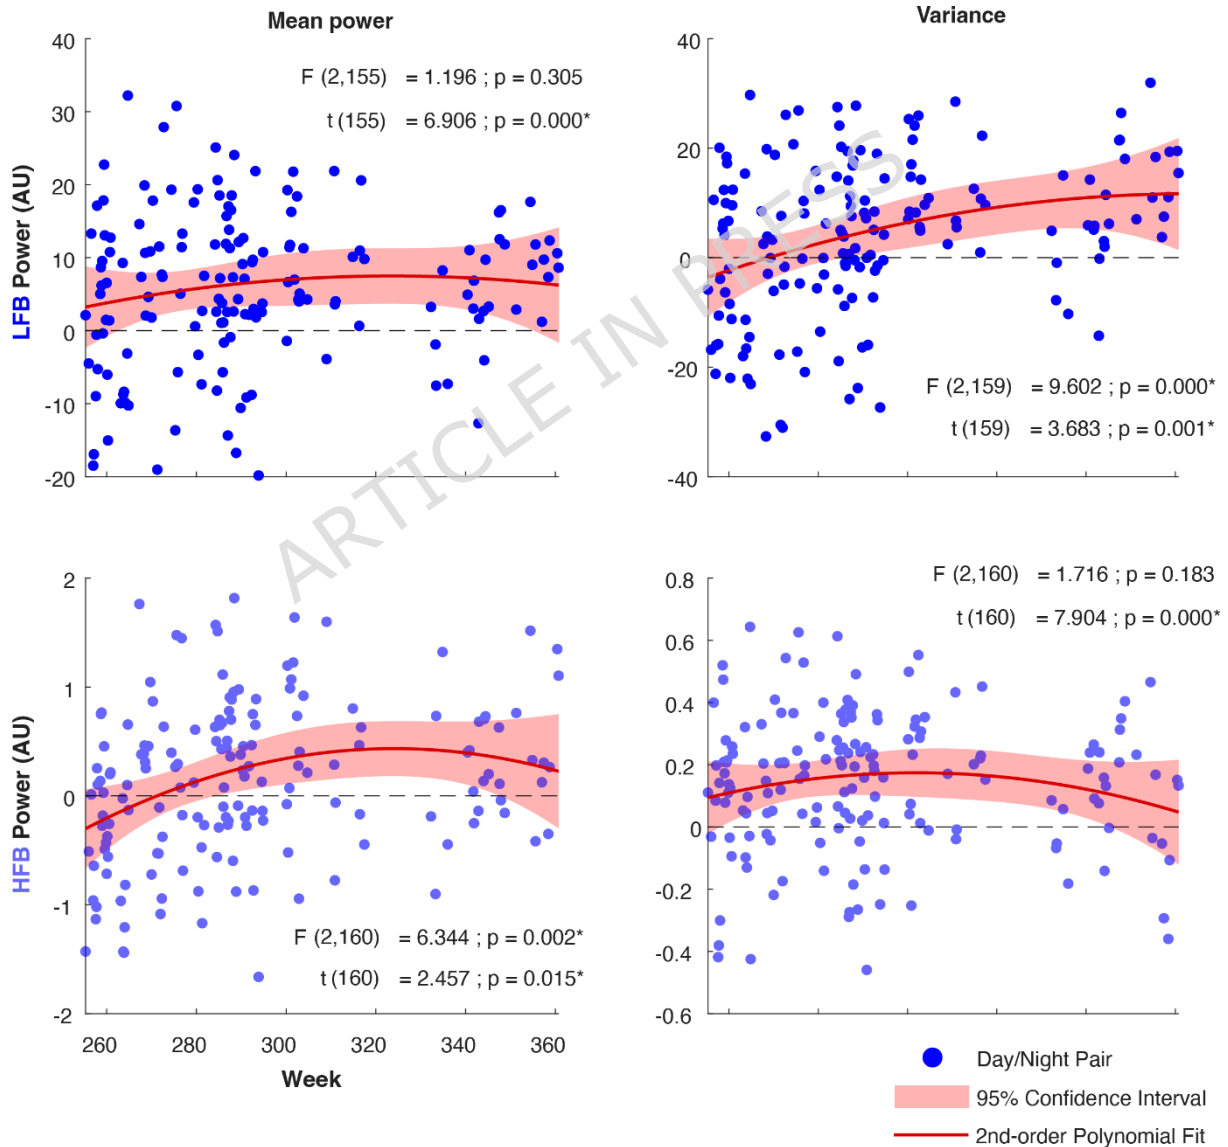 Mean power
Variance
40
30
20
10
0
-10
-20
LFB Power (AU)
F (2,155) = 1.196 ; p = 0.305
t (155) = 6.906 ; p = 0.000*
40
20
0
-20
-40
F (2,159) = 9.602 ; p = 0.000*
t (159) = 3.683 ; p = 0.001*
ARTICLE IN PRESS
2
1
0
-1
-2
HFB Power (AU)
F (2,160) = 6.344 ; p = 0.002*
t (160) = 2.457 ; p = 0.015*
260 280 300 320 340 360
Week
0.8
0.6
0.4
0.2
0
-0.2
-0.4
-0.6
F (2,160) = 1.716 ; p = 0.183
t (160) = 7.904 ; p = 0.000*
Day/Night Pair
95% Confidence Interval
2nd-order Polynomial Fit